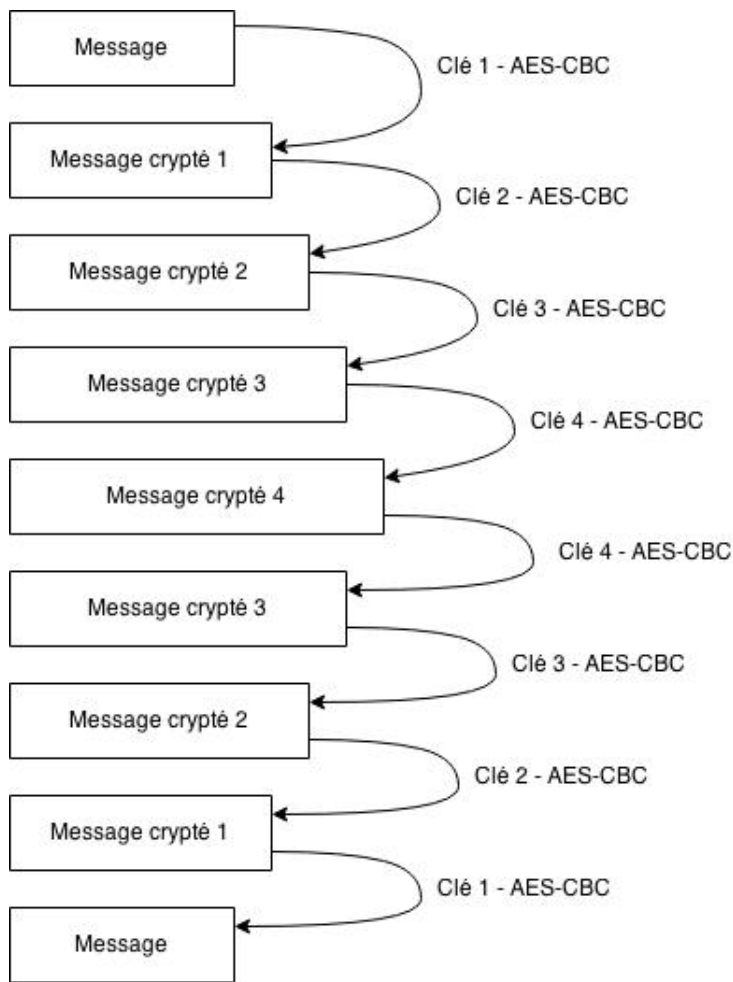 Message
Clé 1 - AES-CBC
Message crypté 1
Clé 2 - AES-CBC
Message crypté 2
Clé 3 - AES-CBC
Message crypté 3
Clé 4 - AES-CBC
Message crypté 4
Clé 4 - AES-CBC
Message crypté 3
Clé 3 - AES-CBC
Message crypté 2
Clé 2 - AES-CBC
Message crypté 1
Clé 1 - AES-CBC
Message